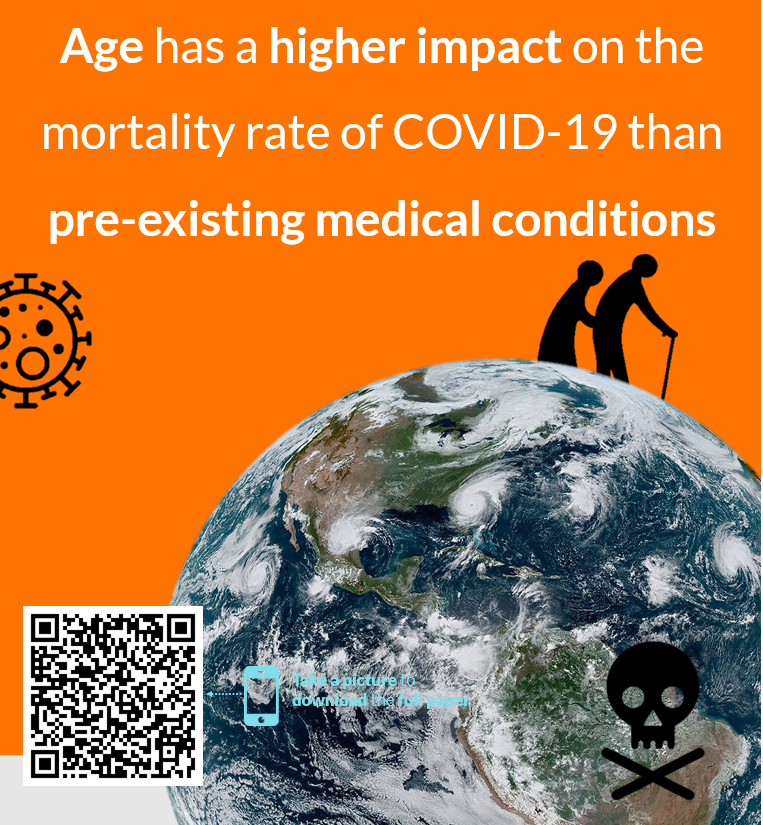 Age has a higher impact on the
mortality rate of COVID-19 than
pre-existing medical conditions
Take a picture to
download the full paper